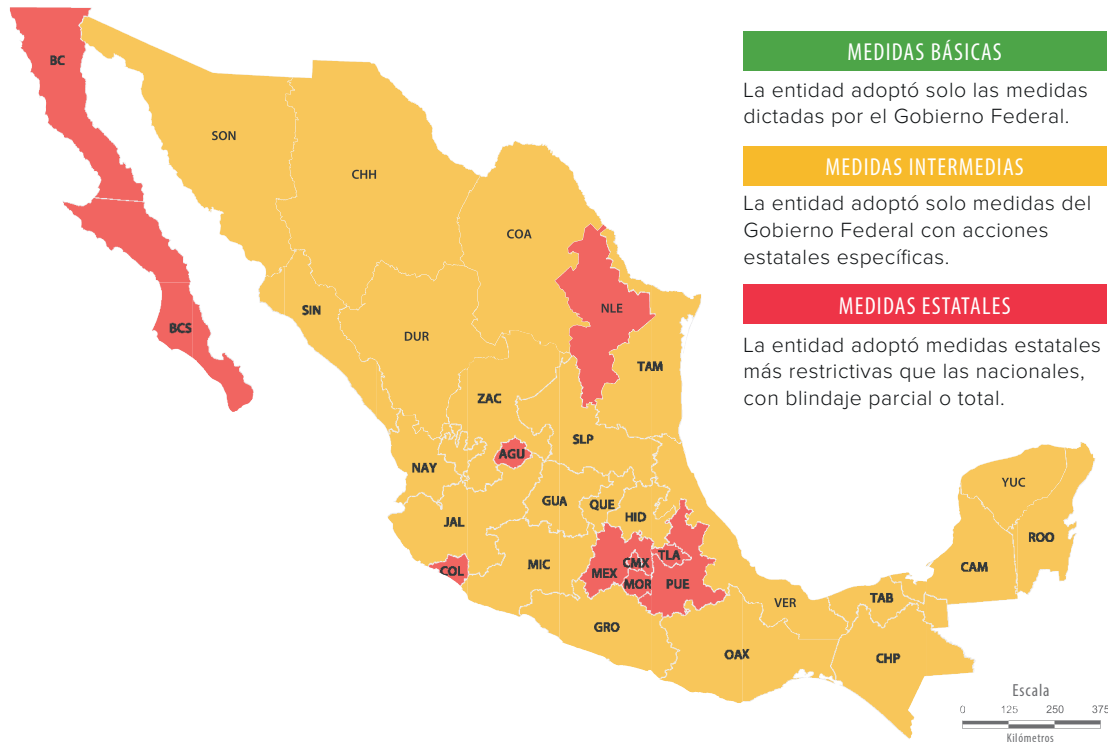 MEDIDAS BÁSICAS
La entidad adoptó solo las medidas
dictadas por el Gobierno Federal.
MEDIDAS INTERMEDIAS
La entidad adoptó solo medidas del
Gobierno Federal con acciones
estatales específicas.
MEDIDAS ESTATALES
La entidad adoptó medidas estatales
más restrictivas que las nacionales,
con blindaje parcial o total.
BC
SON
CHH
COA
NLE
SIN
BCS
DUR
TAM
ZAC
SLP
AGU
NAY
GUA
QUE
HID
JAL
YUC
ROO
COL
MIC
MEX
CMX
TLA
MOR
PUE
CAM
VER
TAB
GRO
OAX
CHP
Escala
0 125 250 375
Kilómetros